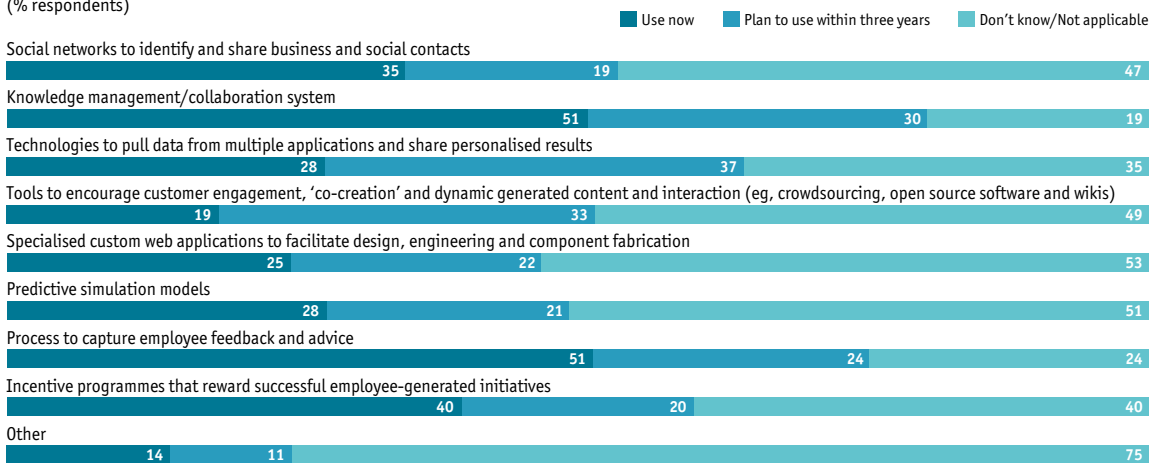 (% respondents)
Use now Plan to use within three years Don’t know/Not applicable
Social networks to identify and share business and social contacts
35 19 47
Knowledge management/collaboration system
51 30 19
Technologies to pull data from multiple applications and share personalised results
28 37 35
Tools to encourage customer engagement, ‘co-creation’ and dynamic generated content and interaction (eg, crowdsourcing, open source software and wikis)
19 33 49
Specialised custom web applications to facilitate design, engineering and component fabrication
25 22 53
Predictive simulation models
28 21 51
Process to capture employee feedback and advice
51 24 24
Incentive programmes that reward successful employee-generated initiatives
40 20 40
Other
14 11 75